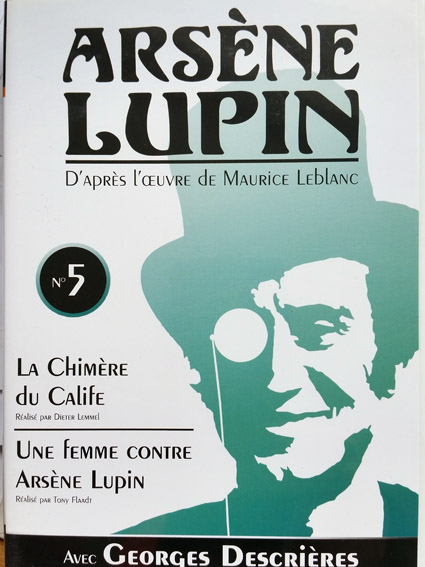 ARSÈNE
LUPIN
D'après l'œuvre de Maurice Leblanc
N° 5
La Chimère
du Calife
Réalisé par Dieter Lemmel
Une femme contre
Arsène Lupin
Réalisé par Tony Flaadt
Avec Georges Descrières